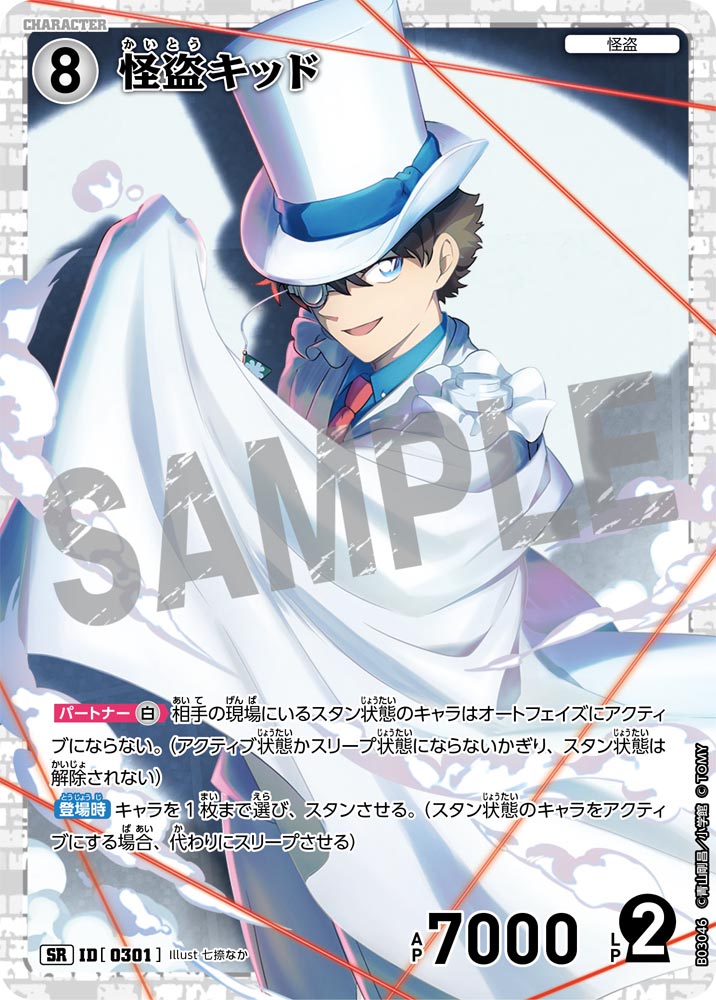 CHARACTER
怪盗
8
かいとう
怪盗キッド
SAMPLE
パートナー 白 相手の現場にいるスタン状態のキャラはオートフェイズにアクティ
ブにならない。(アクティブ状態かスリープ状態にならないかぎり、スタン状態は
解除されない)
登場時 キャラを1枚まで選び、スタンさせる。(スタン状態のキャラをアクティ
ブにする場合、代わりにスリープさせる)
AP 7000 LP 2
SR ID[0301] Illust 七捺なか
B03046 ©青山剛昌/小学館 ©TOMY